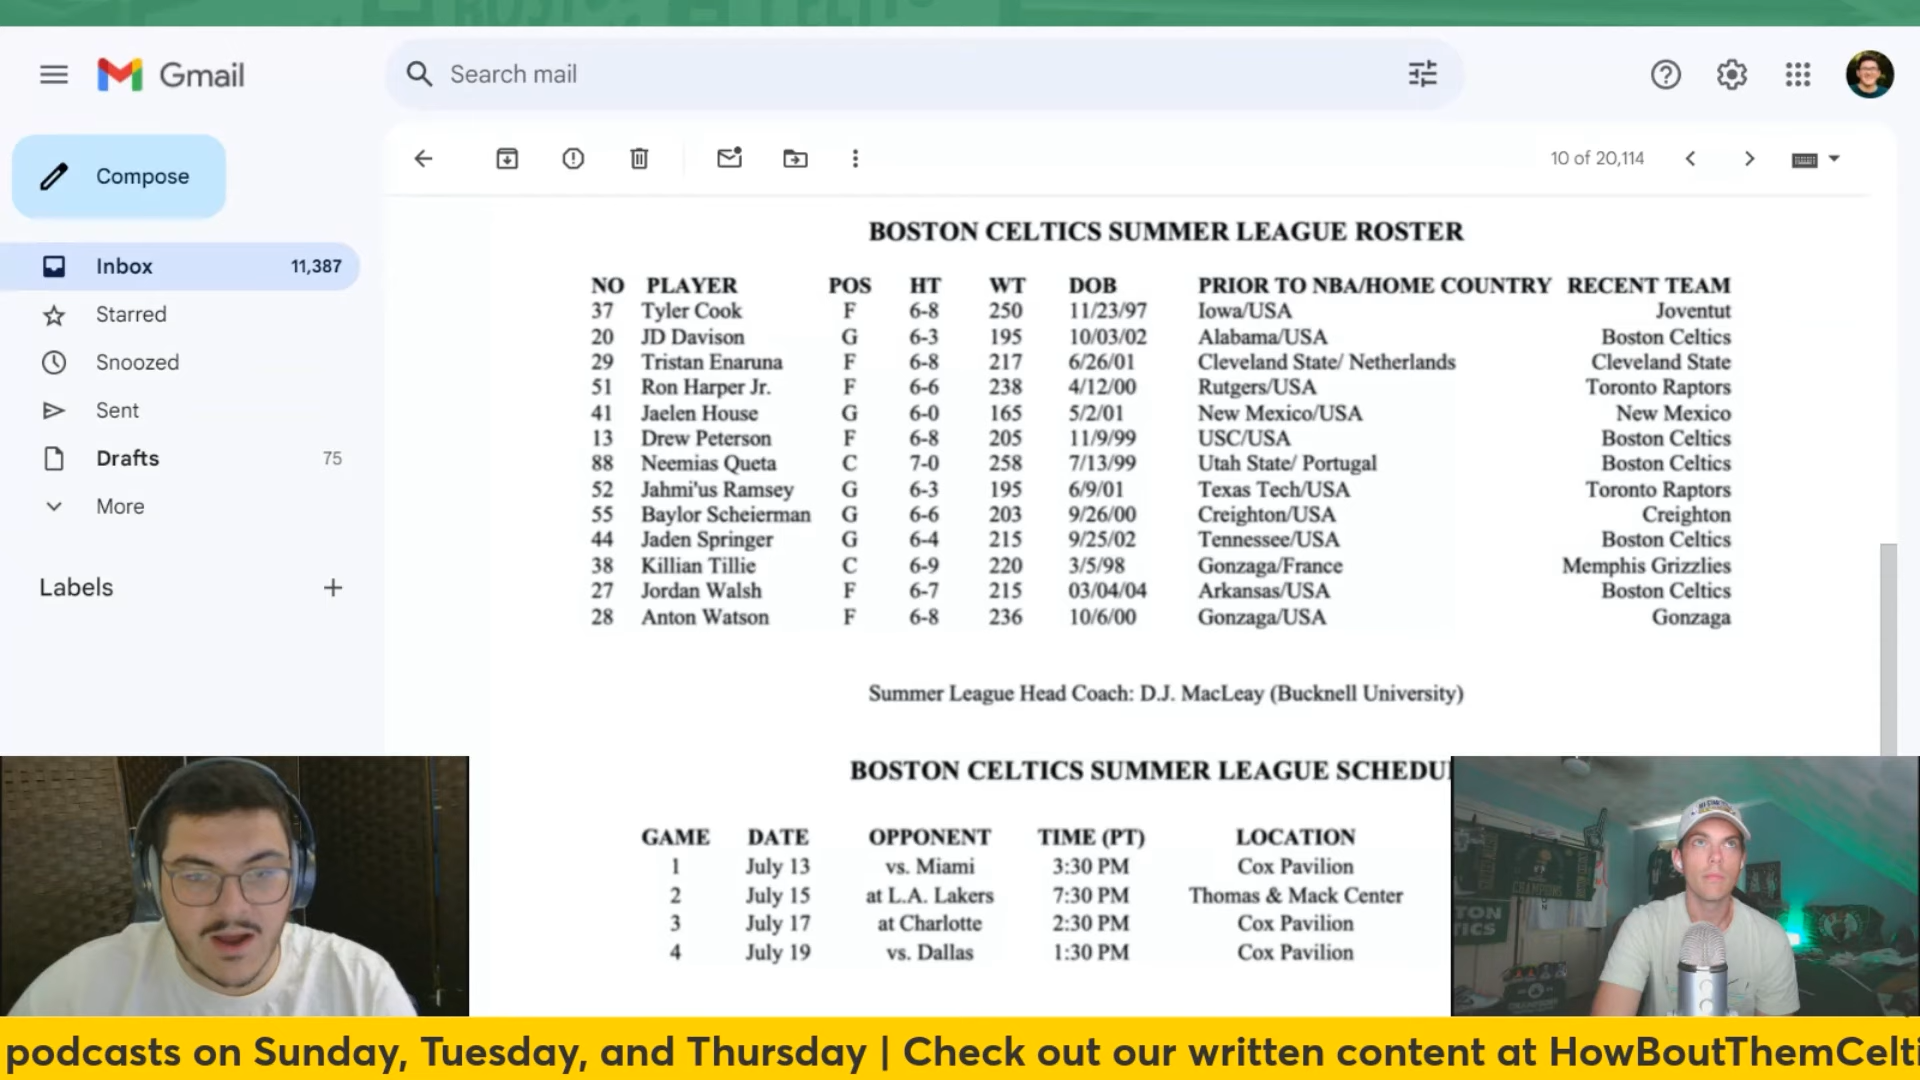 BOSTON
Gmail
Search mail
Compose
10 of 20,114
Inbox 11,387
Starred
Snoozed
Sent
Drafts 75
More
Labels
BOSTON CELTICS SUMMER LEAGUE ROSTER
NO PLAYER POS HT WT DOB PRIOR TO NBA/HOME COUNTRY RECENT TEAM
37 Tyler Cook F 6-8 250 11/23/97 Iowa/USA Joventut
20 JD Davison G 6-3 195 10/03/02 Alabama/USA Boston Celtics
29 Tristan Enaruna F 6-8 217 6/26/01 Cleveland State/ Netherlands Cleveland State
51 Ron Harper Jr. F 6-6 238 4/12/00 Rutgers/USA Toronto Raptors
41 Jaelen House G 6-0 165 5/2/01 New Mexico/USA New Mexico
13 Drew Peterson F 6-8 205 11/9/99 USC/USA Boston Celtics
88 Neemias Queta C 7-0 258 7/13/99 Utah State/ Portugal Boston Celtics
52 Jahmi'us Ramsey G 6-3 195 6/9/01 Texas Tech/USA Toronto Raptors
55 Baylor Scheierman G 6-6 203 9/26/00 Creighton/USA Creighton
44 Jaden Springer G 6-4 215 9/25/02 Tennessee/USA Boston Celtics
38 Killian Tillie C 6-9 220 3/5/98 Gonzaga/France Memphis Grizzlies
27 Jordan Walsh F 6-7 215 03/04/04 Arkansas/USA Boston Celtics
28 Anton Watson F 6-8 236 10/6/00 Gonzaga/USA Gonzaga
Summer League Head Coach: D.J. MacLeay (Bucknell University)
BOSTON CELTICS SUMMER LEAGUE SCHEDU
GAME DATE OPPONENT TIME (PT) LOCATION
1 July 13 vs. Miami 3:30 PM Cox Pavilion
2 July 15 at L.A. Lakers 7:30 PM Thomas & Mack Center
3 July 17 at Charlotte 2:30 PM Cox Pavilion
4 July 19 vs. Dallas 1:30 PM Cox Pavilion
TON
TICS
podcasts on Sunday, Tuesday, and Thursday | Check out our written content at HowBoutThemCelti